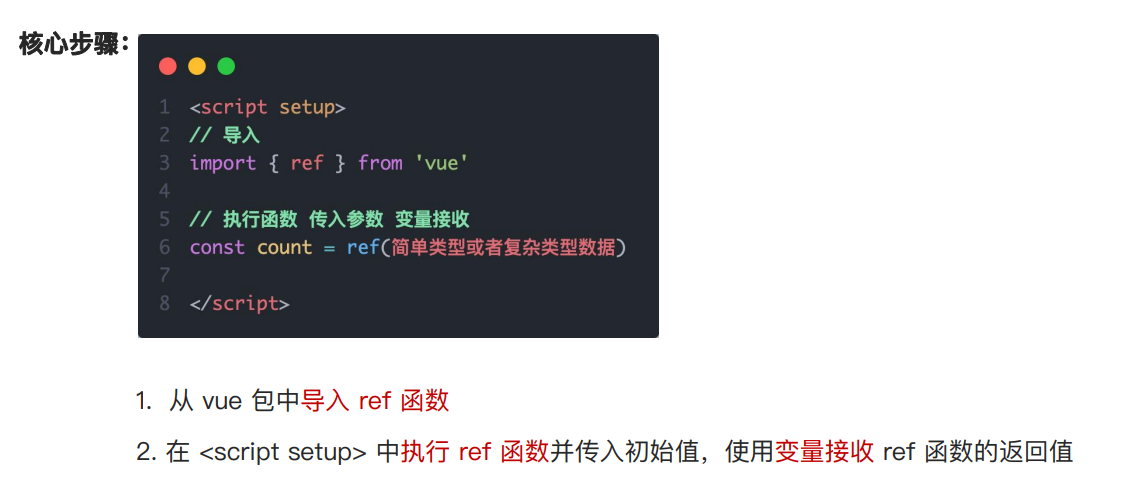 核心步骤：
1 <script setup>
2 // 导入
3 import { ref } from 'vue'
4
5 // 执行函数 传入参数 变量接收
6 const count = ref(简单类型或者复杂类型数据)
7
8 </script>
1. 从 vue 包中导入 ref 函数
2. 在 <script setup> 中执行 ref 函数并传入初始值，使用变量接收 ref 函数的返回值